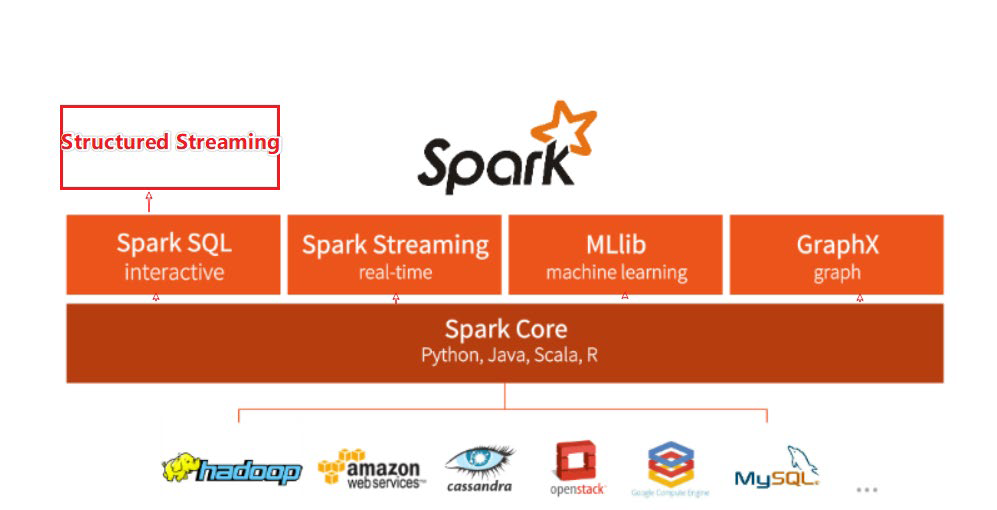 Structured Streaming
Spark
Spark SQL
interactive
Spark Streaming
real-time
MLlib
machine learning
GraphX
graph
Spark Core
Python, Java, Scala, R
hadoop
amazon
web services™
cassandra
openstack
Google Compute Engine
MySQL
...